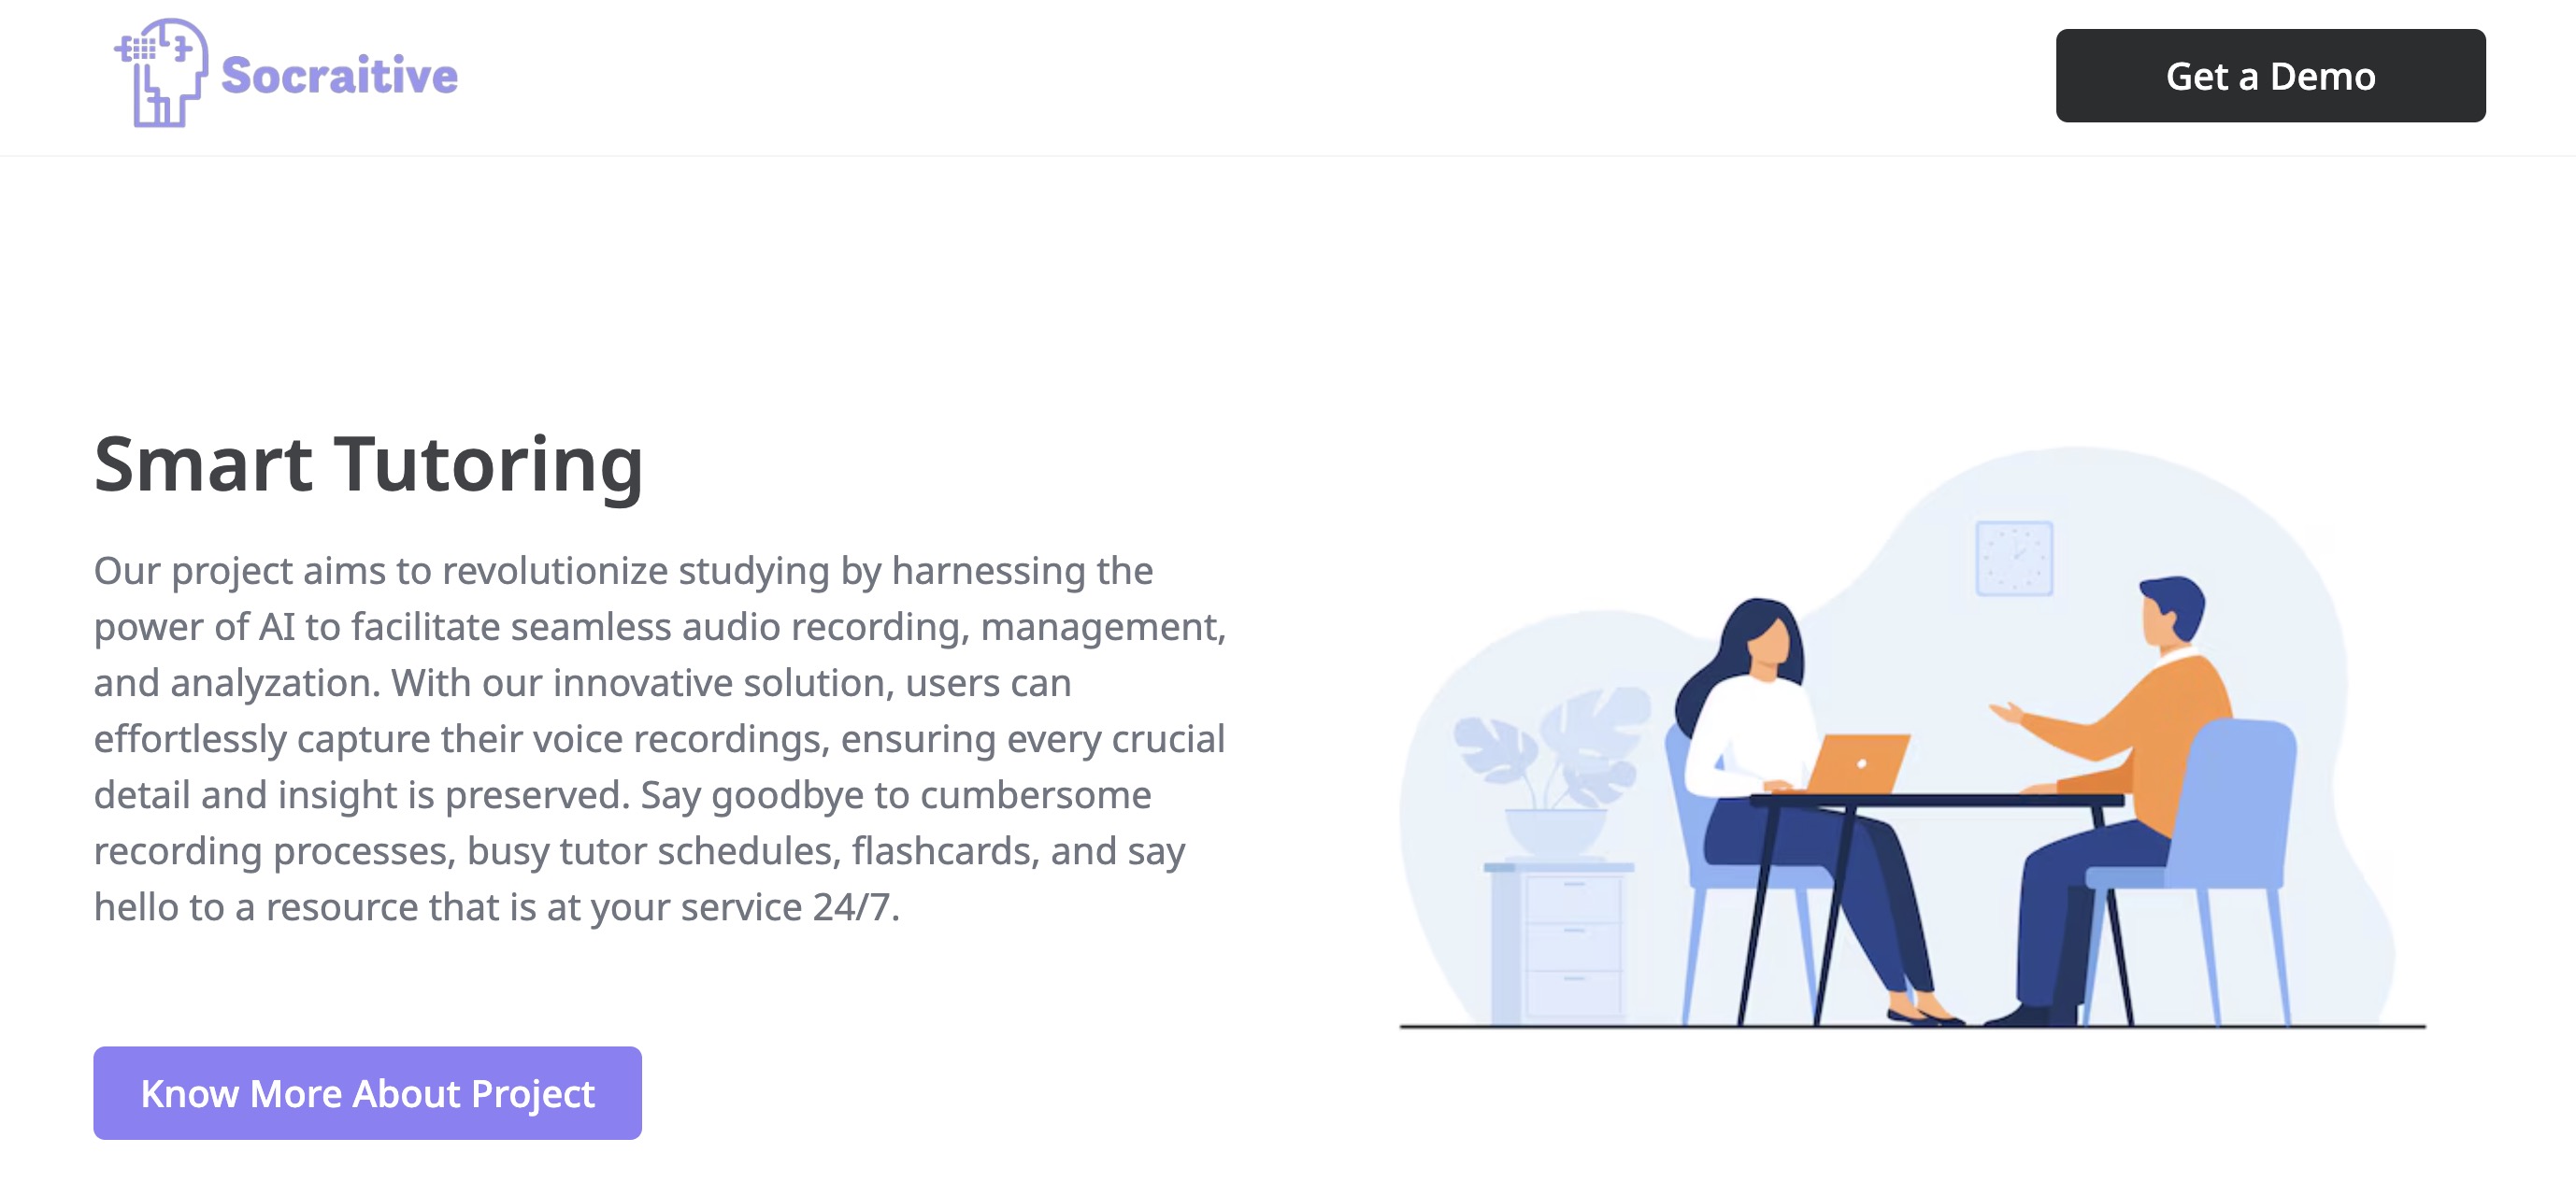 Socraitive
Get a Demo
Smart Tutoring
Our project aims to revolutionize studying by harnessing the
power of AI to facilitate seamless audio recording, management,
and analyzation. With our innovative solution, users can
effortlessly capture their voice recordings, ensuring every crucial
detail and insight is preserved. Say goodbye to cumbersome
recording processes, busy tutor schedules, flashcards, and say
hello to a resource that is at your service 24/7.
Know More About Project